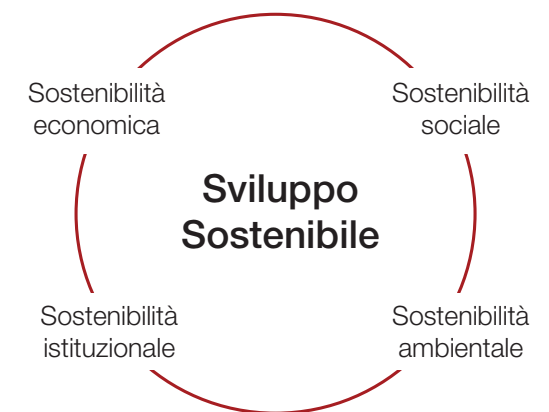 Sostenibilità
economica
Sostenibilità
sociale
Sviluppo
Sostenibile
Sostenibilità
istituzionale
Sostenibilità
ambientale